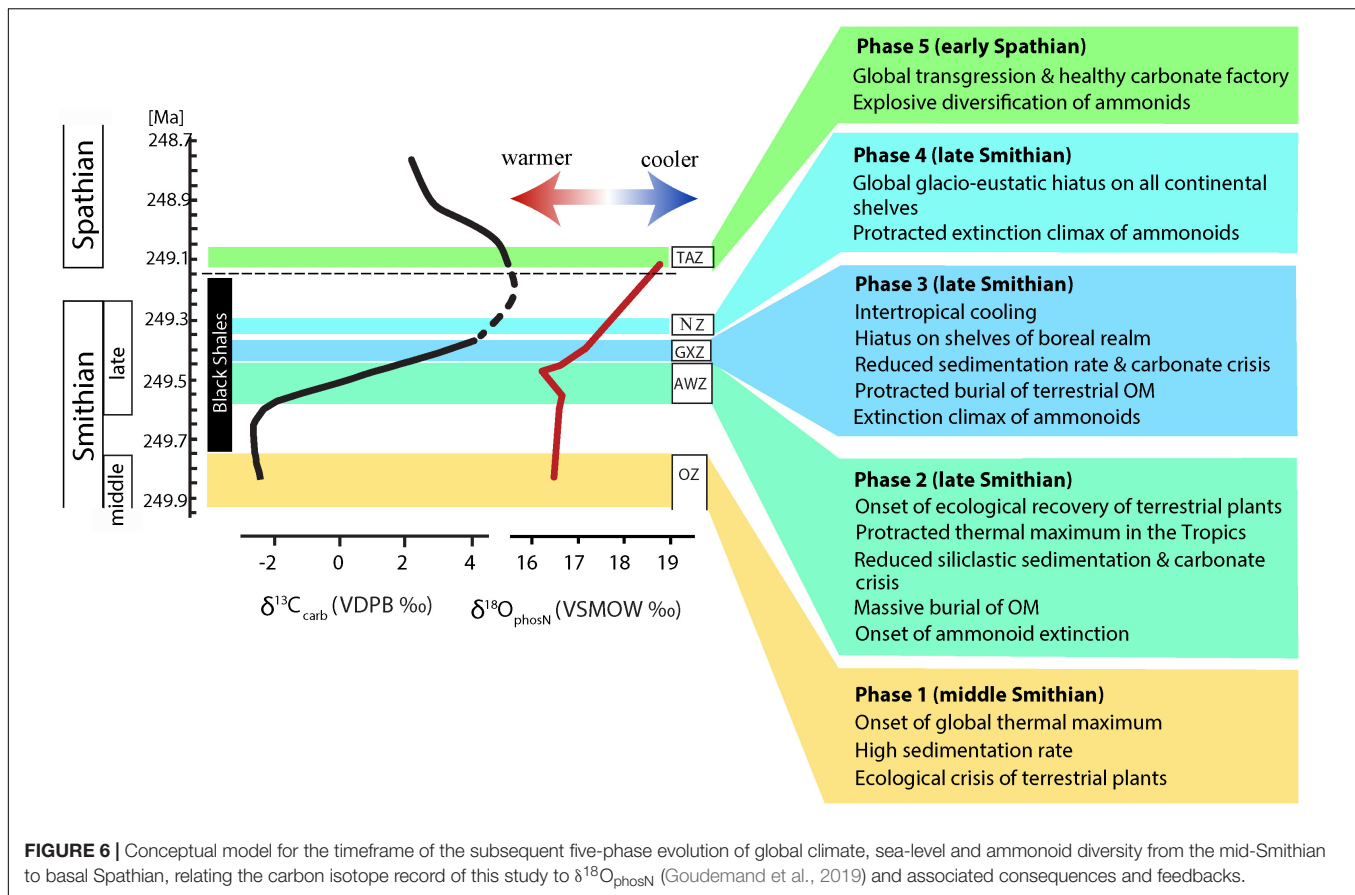 [Ma]
248.7
248.9
249.1
249.3
249.5
249.7
249.9
Spathian
Smithian
late
middle
Black Shales
warmer
cooler
TAZ
NZ
GXZ
AWZ
OZ
-2
0
2
4
16
17
18
19
δ13Ccarb (VDPB ‰)
δ18OphosN (VSMOW ‰)
Phase 5 (early Spathian)
Global transgression & healthy carbonate factory
Explosive diversification of ammonids
Phase 4 (late Smithian)
Global glacio-eustatic hiatus on all continental
shelves
Protracted extinction climax of ammonoids
Phase 3 (late Smithian)
Intertropical cooling
Hiatus on shelves of boreal realm
Reduced sedimentation rate & carbonate crisis
Protracted burial of terrestrial OM
Extinction climax of ammonoids
Phase 2 (late Smithian)
Onset of ecological recovery of terrestrial plants
Protracted thermal maximum in the Tropics
Reduced siliclastic sedimentation & carbonate
crisis
Massive burial of OM
Onset of ammonoid extinction
Phase 1 (middle Smithian)
Onset of global thermal maximum
High sedimentation rate
Ecological crisis of terrestrial plants
FIGURE 6 | Conceptual model for the timeframe of the subsequent five-phase evolution of global climate, sea-level and ammonoid diversity from the mid-Smithian
to basal Spathian, relating the carbon isotope record of this study to δ18OphosN (Goudemand et al., 2019) and associated consequences and feedbacks.